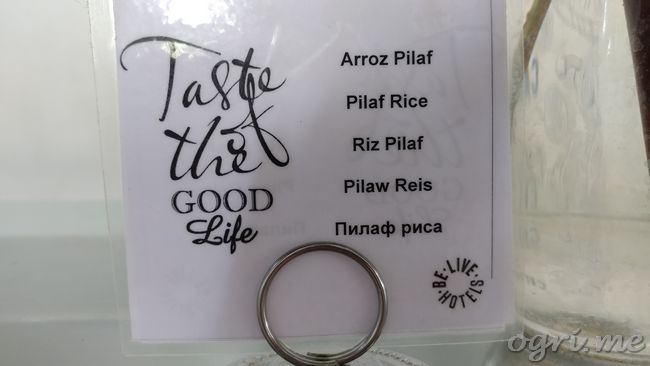 Taste
of
the
GOOD
Life
Arroz Pilaf
Pilaf Rice
Riz Pilaf
Pilaw Reis
Пилаф риса
BE·LIVE·HOTELS
ogri.me